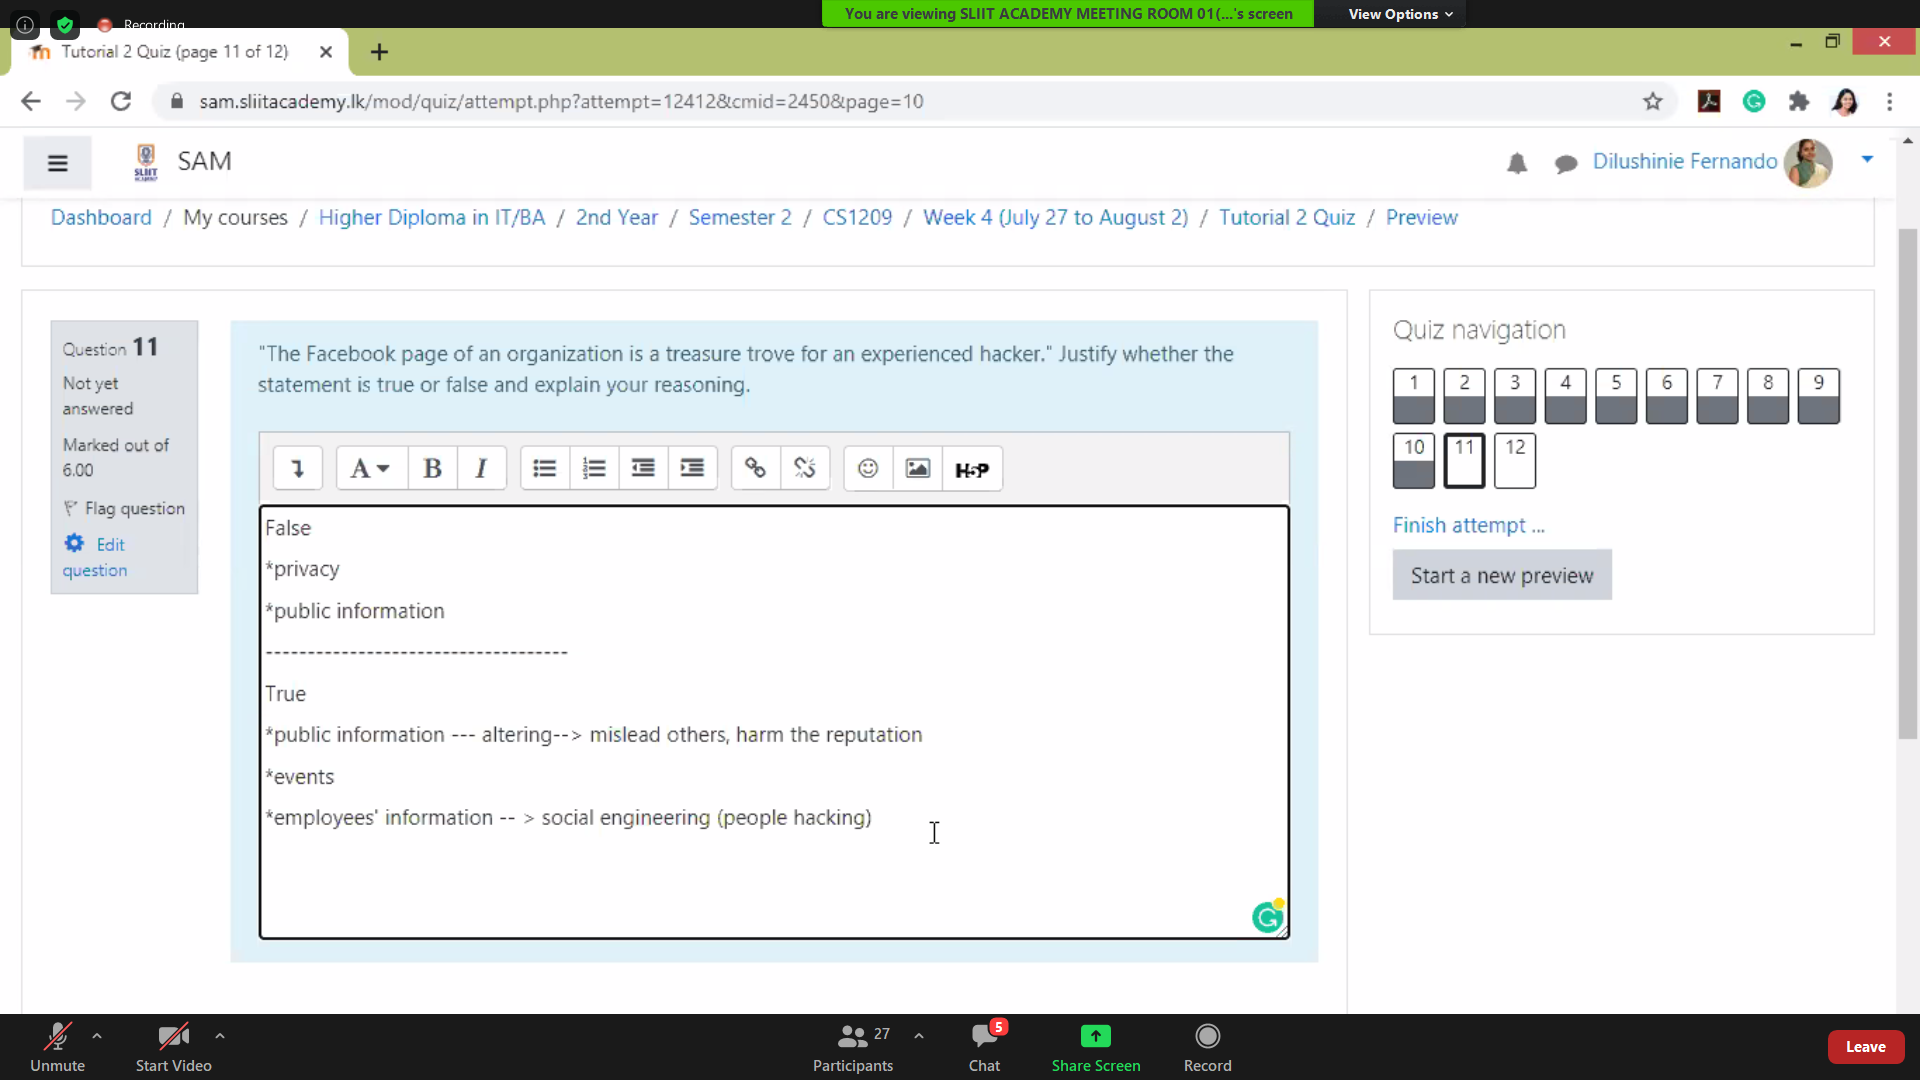 Recording
You are viewing SLIIT ACADEMY MEETING ROOM 01(...'s screen
View Options
Tutorial 2 Quiz (page 11 of 12)
sam.sliitacademy.lk/mod/quiz/attempt.php?attempt=12412&cmid=2450&page=10
SLIIT
ACADEMY
SAM
Dilushinie Fernando
Dashboard / My courses / Higher Diploma in IT/BA / 2nd Year / Semester 2 / CS1209 / Week 4 (July 27 to August 2) / Tutorial 2 Quiz / Preview
Question 11
Not yet
answered
Marked out of
6.00
Flag question
Edit
question
"The Facebook page of an organization is a treasure trove for an experienced hacker." Justify whether the
statement is true or false and explain your reasoning.
A B I
H5P
False
*privacy
*public information
------------------------------------
True
*public information --- altering--> mislead others, harm the reputation
*events
*employees' information -- > social engineering (people hacking)
Quiz navigation
1 2 3 4 5 6 7 8 9
10 11 12
Finish attempt ...
Start a new preview
Unmute
Start Video
27
Participants
5
Chat
Share Screen
Record
Leave